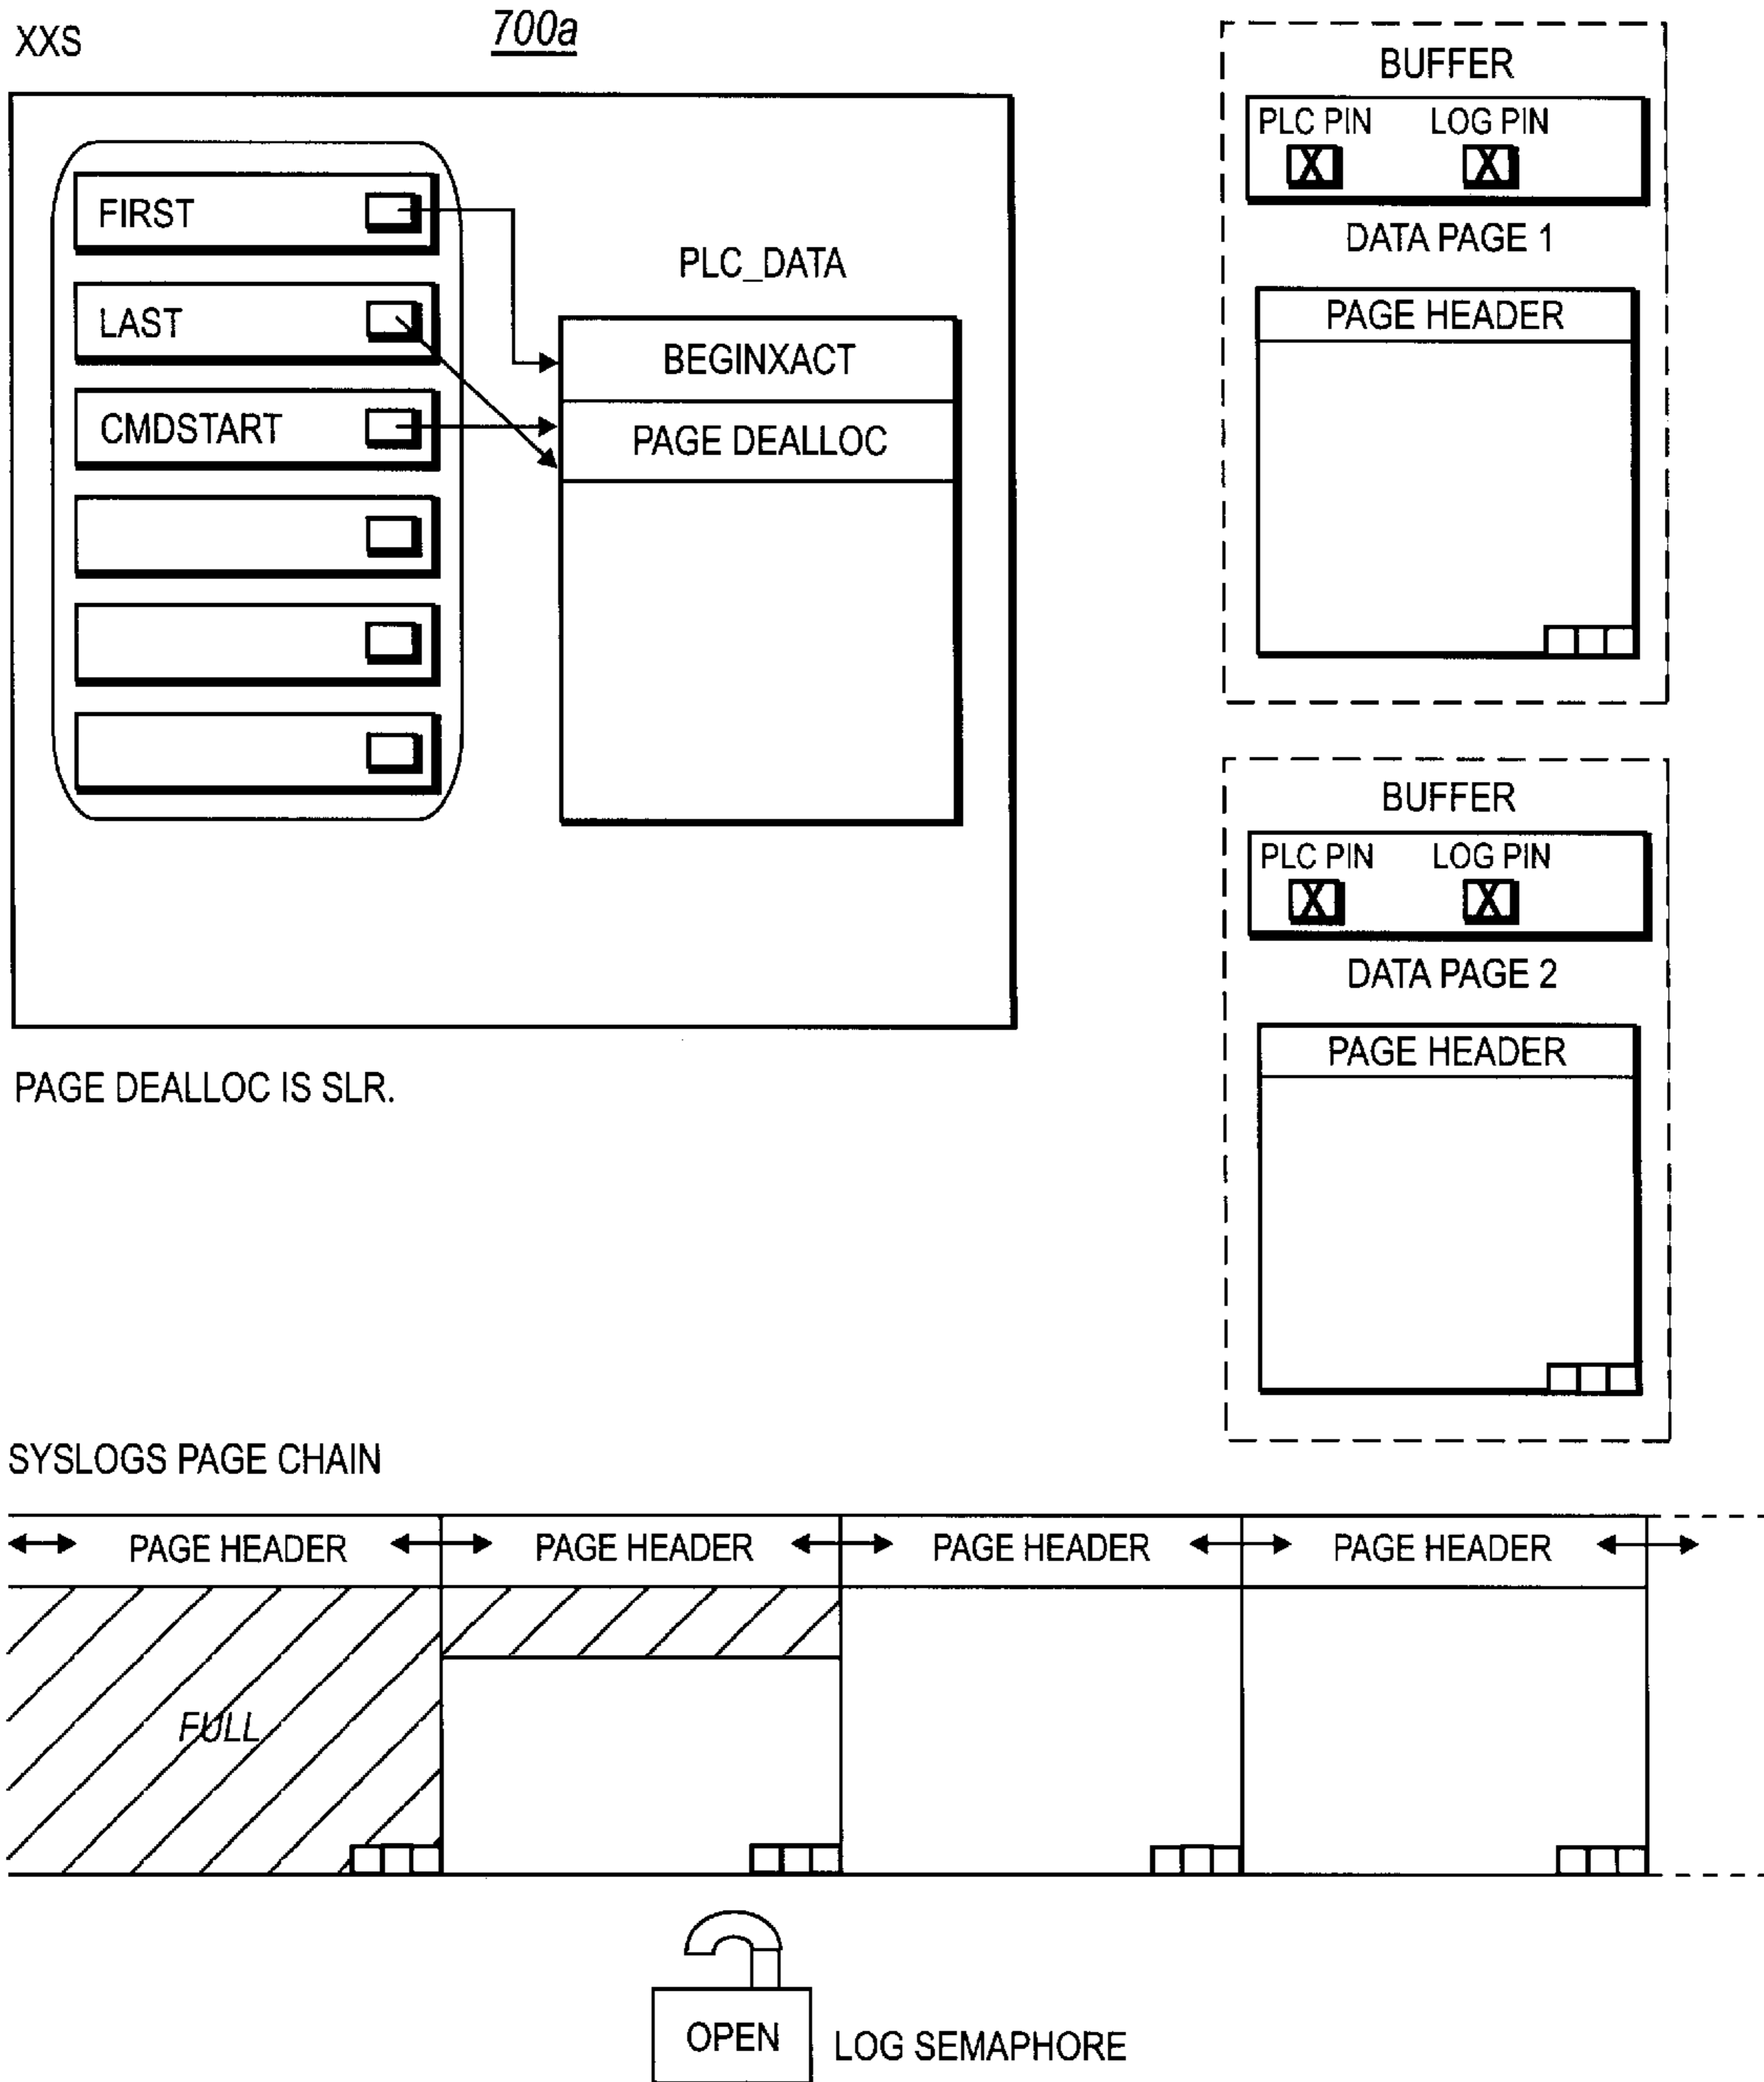 XXS
700a
FIRST
LAST
CMDSTART
PLC_DATA
BEGINXACT
PAGE DEALLOC
PAGE DEALLOC IS SLR.
BUFFER
PLC PIN LOG PIN
X X
DATA PAGE 1
PAGE HEADER
BUFFER
PLC PIN LOG PIN
X X
DATA PAGE 2
PAGE HEADER
SYSLOGS PAGE CHAIN
PAGE HEADER PAGE HEADER PAGE HEADER PAGE HEADER
FULL
OPEN
LOG SEMAPHORE